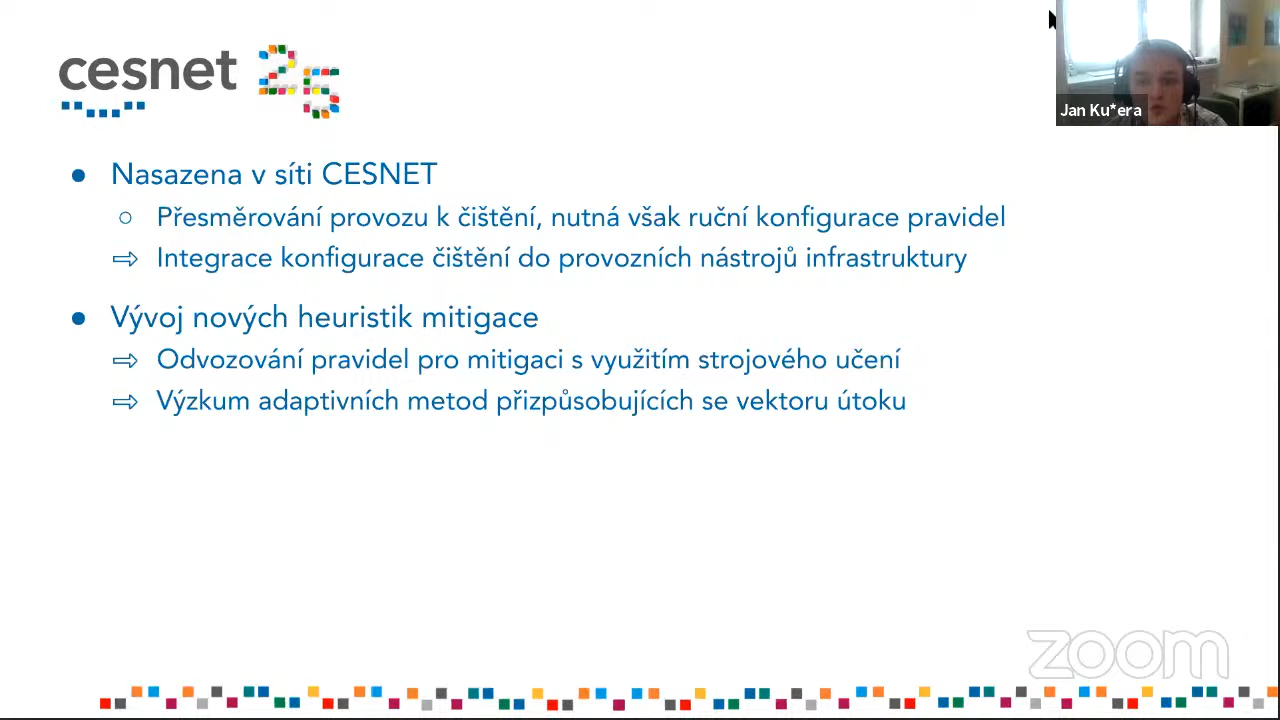 cesnet 25
Jan Ku*era
● Nasazena v síti CESNET
○ Přesměrování provozu k čištění, nutná však ruční konfigurace pravidel
⇨ Integrace konfigurace čištění do provozních nástrojů infrastruktury
● Vývoj nových heuristik mitigace
⇨ Odvozování pravidel pro mitigaci s využitím strojového učení
⇨ Výzkum adaptivních metod přizpůsobujících se vektoru útoku
zoom